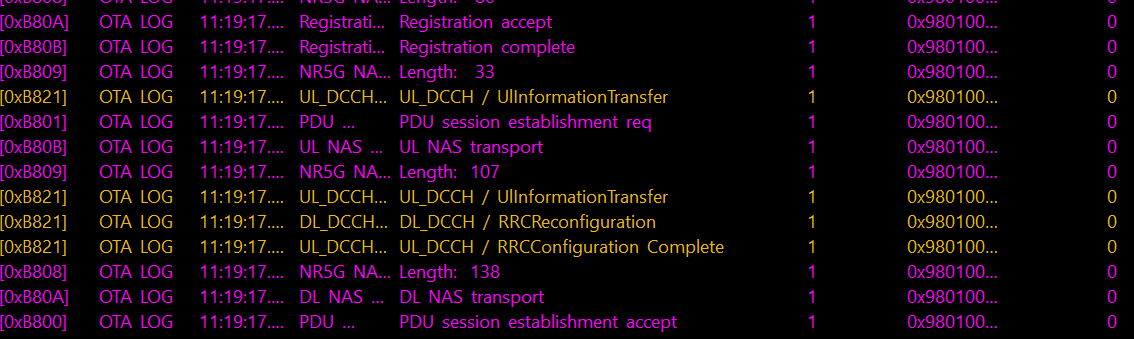 [0xB808] OTA LOG 11:19:17.... NR5G NA... Length: 86
[0xB80A] OTA LOG 11:19:17.... Registrati... Registration accept 1 0x980100... 0
[0xB80B] OTA LOG 11:19:17.... Registrati... Registration complete 1 0x980100... 0
[0xB809] OTA LOG 11:19:17.... NR5G NA... Length: 33 1 0x980100... 0
[0xB821] OTA LOG 11:19:17.... UL_DCCH... UL_DCCH / UlInformationTransfer 1 0x980100... 0
[0xB801] OTA LOG 11:19:17.... PDU ... PDU session establishment req 1 0x980100... 0
[0xB80B] OTA LOG 11:19:17.... UL NAS ... UL NAS transport 1 0x980100... 0
[0xB809] OTA LOG 11:19:17.... NR5G NA... Length: 107 1 0x980100... 0
[0xB821] OTA LOG 11:19:17.... UL_DCCH... UL_DCCH / UlInformationTransfer 1 0x980100... 0
[0xB821] OTA LOG 11:19:17.... DL_DCCH... DL_DCCH / RRCReconfiguration 1 0x980100... 0
[0xB821] OTA LOG 11:19:17.... UL_DCCH... UL_DCCH / RRCConfiguration Complete 1 0x980100... 0
[0xB808] OTA LOG 11:19:17.... NR5G NA... Length: 138 1 0x980100... 0
[0xB80A] OTA LOG 11:19:17.... DL NAS ... DL NAS transport 1 0x980100... 0
[0xB800] OTA LOG 11:19:17.... PDU ... PDU session establishment accept 1 0x980100... 0